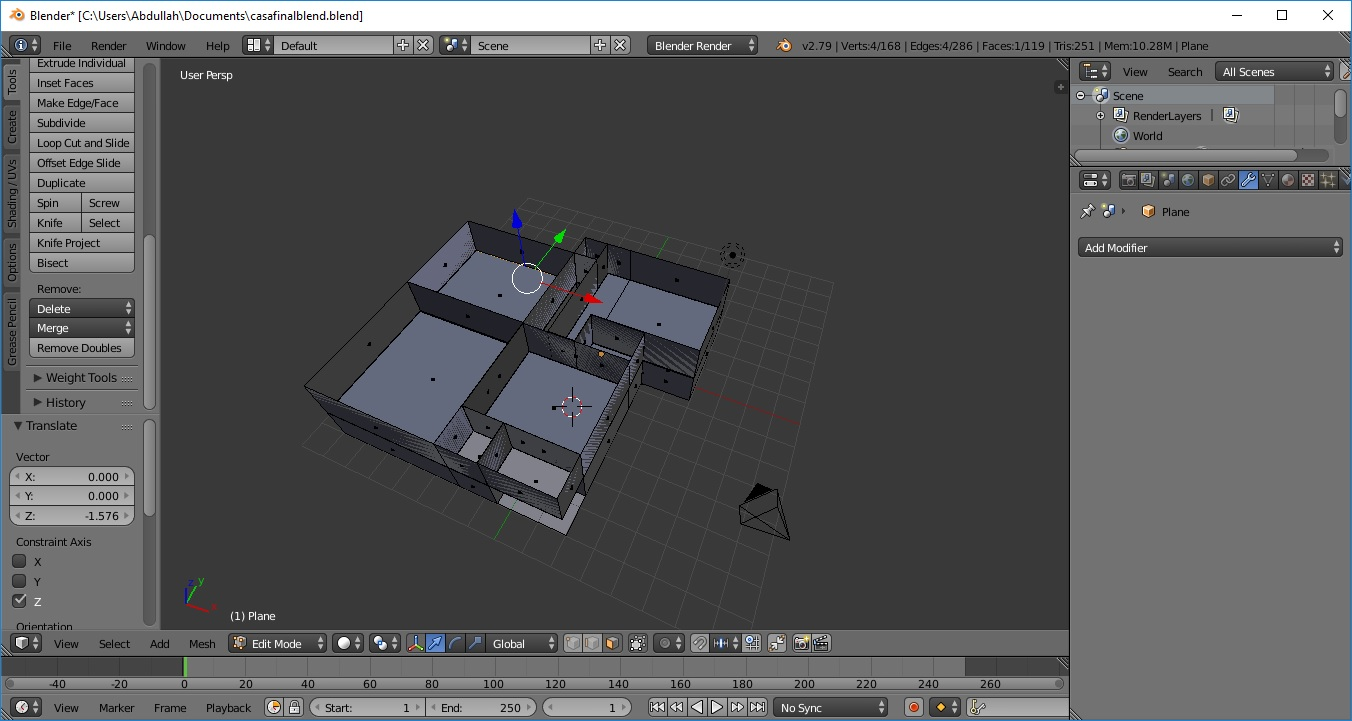 Blender* [C:\Users\Abdullah\Documents\casafinalblend.blend]
File Render Window Help Default Scene Blender Render v2.79 | Verts:4/168 | Edges:4/286 | Faces:1/119 | Tris:251 | Mem:10.28M | Plane
Tools
Create
Shading / UVs
Options
Grease Pencil
Extrude Individual
Inset Faces
Make Edge/Face
Subdivide
Loop Cut and Slide
Offset Edge Slide
Duplicate
Spin Screw
Knife Select
Knife Project
Bisect
Remove:
Delete
Merge
Remove Doubles
Weight Tools
History
Translate
Vector
X: 0.000
Y: 0.000
Z: -1.576
Constraint Axis
X
Y
Z
Orientation
User Persp
z y
x
(1) Plane
View Search All Scenes
Scene
RenderLayers |
World
Plane
Add Modifier
View Select Add Mesh Edit Mode Global
-40 -20 0 20 40 60 80 100 120 140 160 180 200 220 240 260
View Marker Frame Playback Start: 1 End: 250 1 No Sync